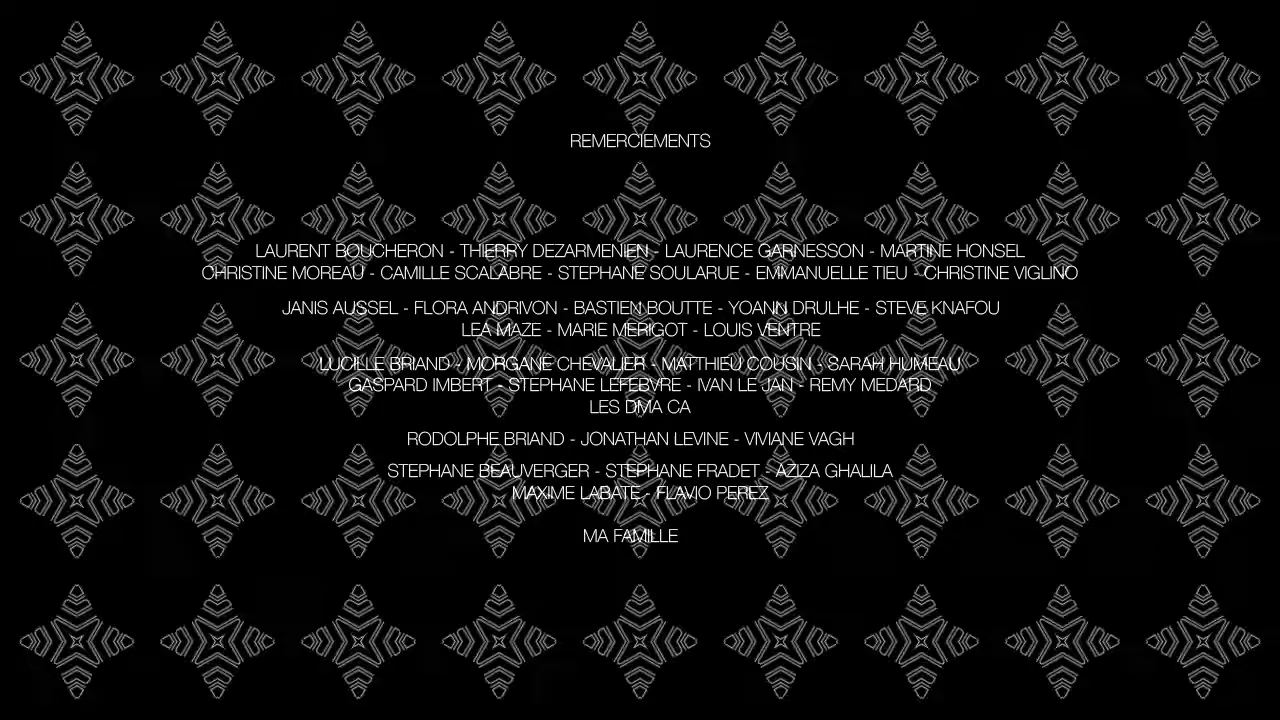 REMERCIEMENTS
LAURENT BOUCHERON - THIERRY DEZARMENIEN - LAURENCE GARNESSON - MARTINE HONSEL
CHRISTINE MOREAU - CAMILLE SCALABRE - STEPHANE SOULARUE - EMMANUELLE TIEU - CHRISTINE VIGLINO
JANIS AUSSEL - FLORA ANDRIVON - BASTIEN BOUTTE - YOANN DRULHE - STEVE KNAFOU
LEA MAZE - MARIE MERIGOT - LOUIS VENTRE
LUCILLE BRIAND - MORGANE CHEVALIER - MATTHIEU COUSIN - SARAH HUMEAU
GASPARD IMBERT - STEPHANE LEFEBVRE - IVAN LE JAN - REMY MEDARD
LES DMA CA
RODOLPHE BRIAND - JONATHAN LEVINE - VIVIANE VAGH
STEPHANE BEAUVERGER - STEPHANE FRADET - AZIZA GHALILA
MAXIME LABATE - FLAVIO PEREZ
MA FAMILLE